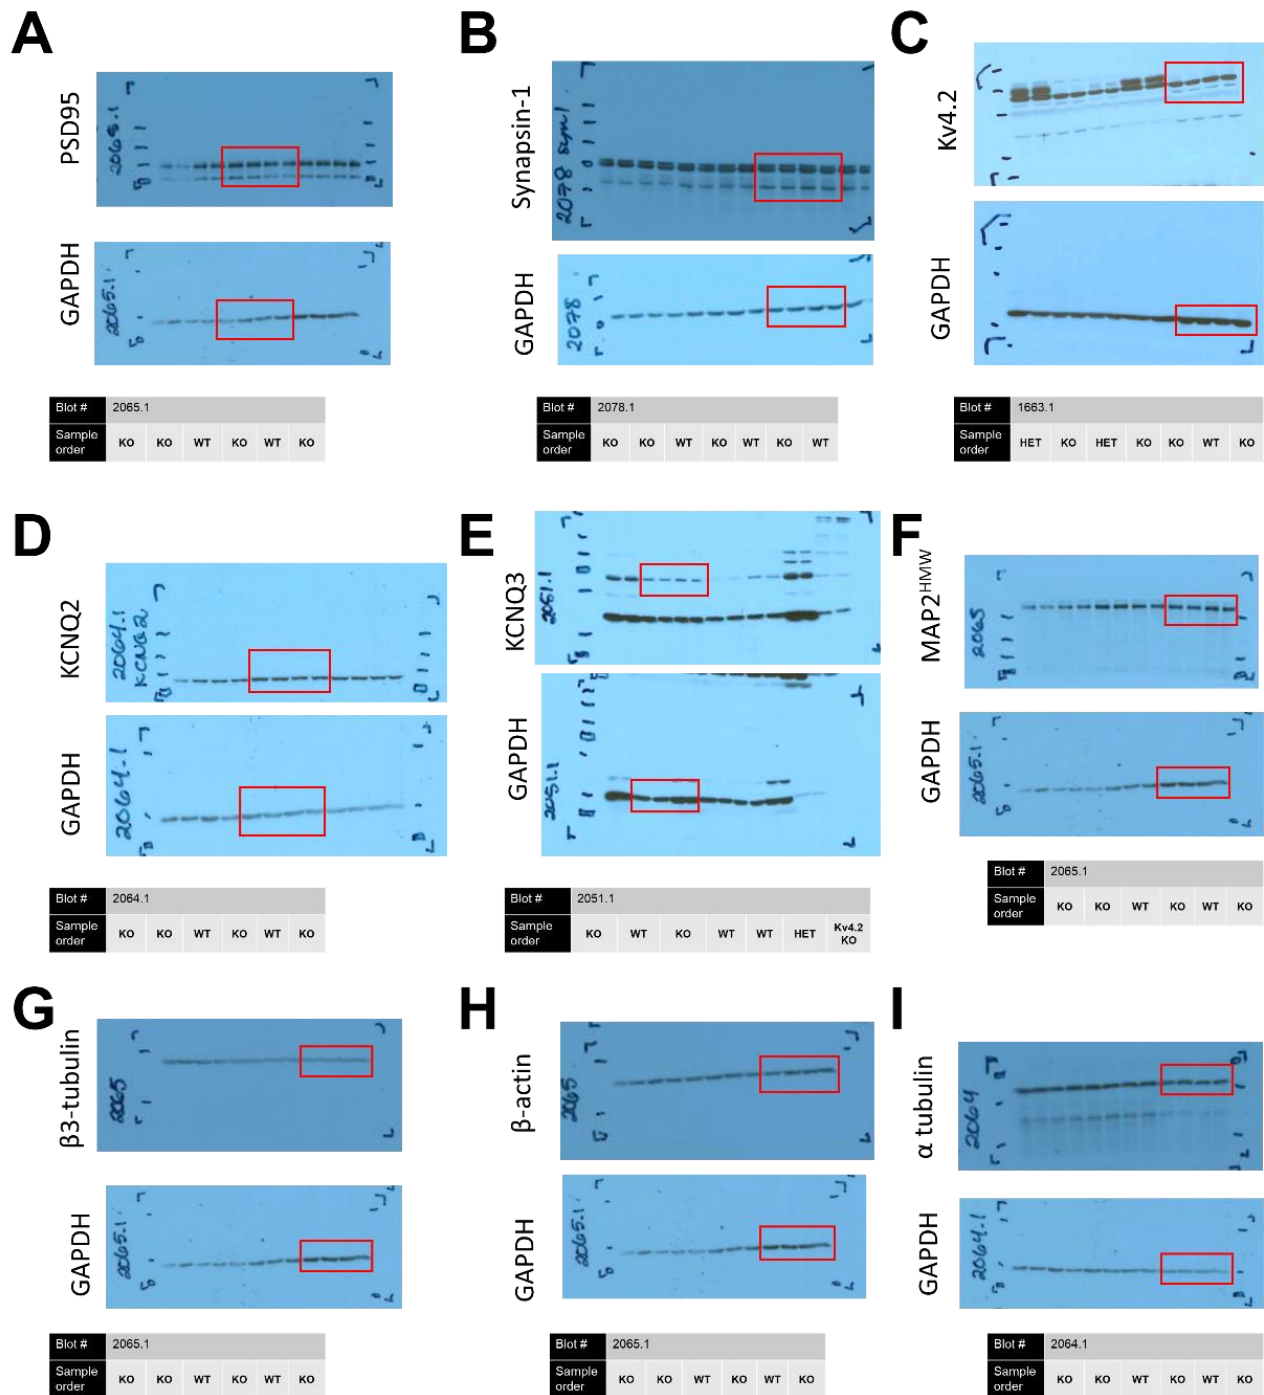 A
PSD95
2065.1
GAPDH
2065.1
Blot # 2065.1
Sample order KO KO WT KO WT KO
B
Synapsin-1
2078 syn1
GAPDH
2078
Blot # 2078.1
Sample order KO KO WT KO WT KO WT
C
Kv4.2
GAPDH
Blot # 1663.1
Sample order HET KO HET KO KO WT KO
D
KCNQ2
2064.1
KCNQ2
GAPDH
2064.1
Blot # 2064.1
Sample order KO KO WT KO WT KO
E
KCNQ3
2051.1
GAPDH
2051.1
Blot # 2051.1
Sample order KO WT KO WT WT HET Kv4.2 KO
F
MAP2HMW
2065
GAPDH
2065.1
Blot # 2065.1
Sample order KO KO WT KO WT KO
G
β3-tubulin
2065
GAPDH
2065.1
Blot # 2065.1
Sample order KO KO WT KO WT KO
H
β-actin
2065
GAPDH
2065.1
Blot # 2065.1
Sample order KO KO WT KO WT KO
I
α tubulin
2064
GAPDH
2064.1
Blot # 2064.1
Sample order KO KO WT KO WT KO